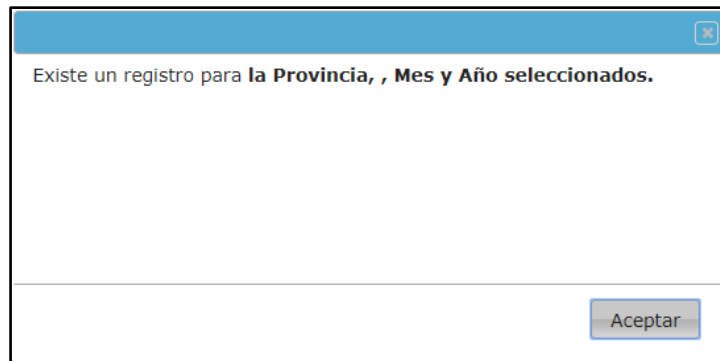 Existe un registro para la Provincia, , Mes y Año seleccionados.
Aceptar